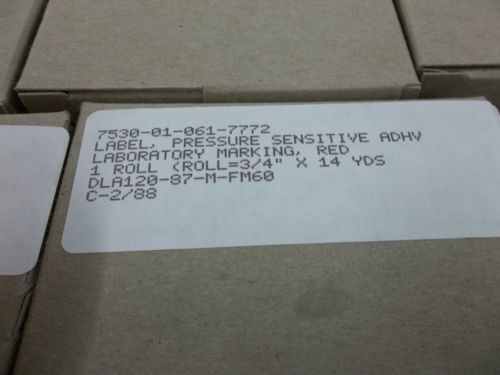 7530-01-061-7772
LABEL, PRESSURE SENSITIVE ADHV
LABORATORY MARKING, RED
1 ROLL (ROLL=3/4" X 14 YDS
DLA120-87-M-FM60
C-2/88